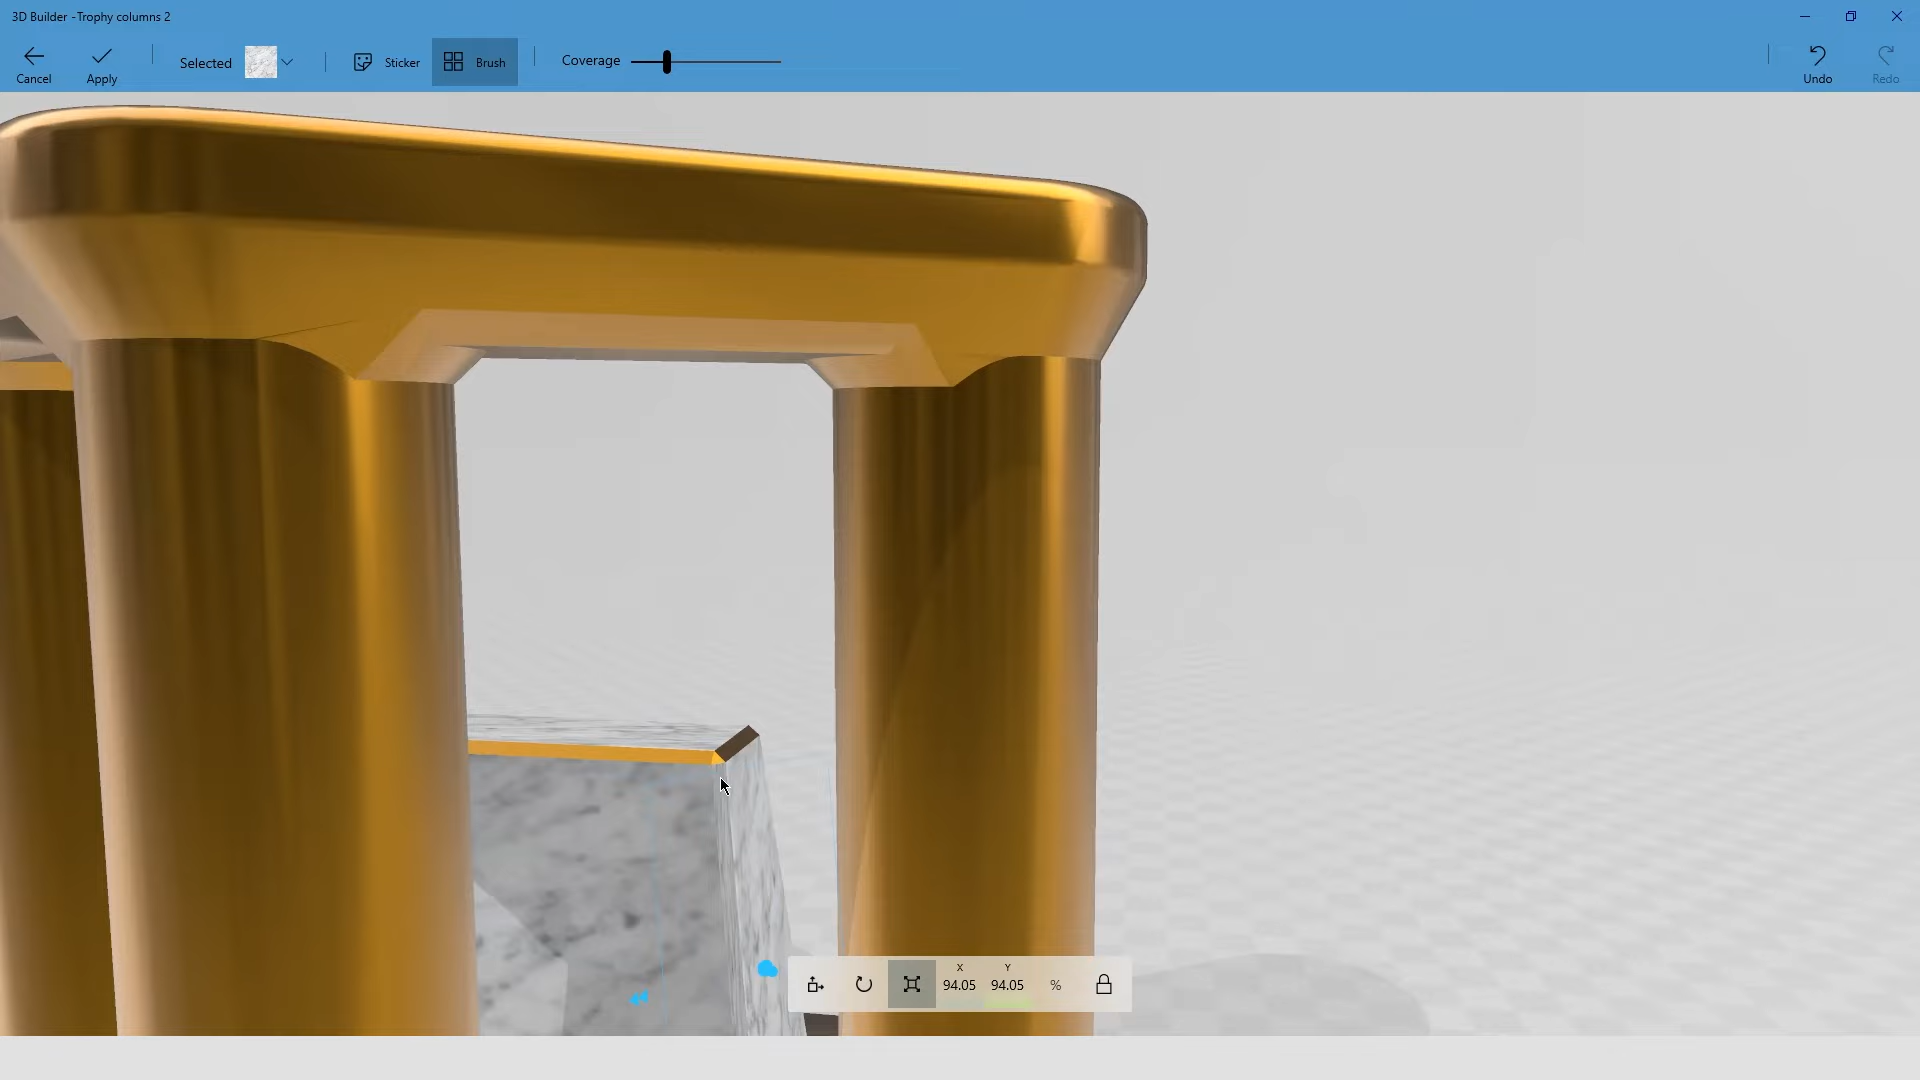 3D Builder -Trophy columns 2
Cancel
Apply
Selected
Sticker
Brush
Coverage
Undo
Redo
X Y
94.05 94.05 %